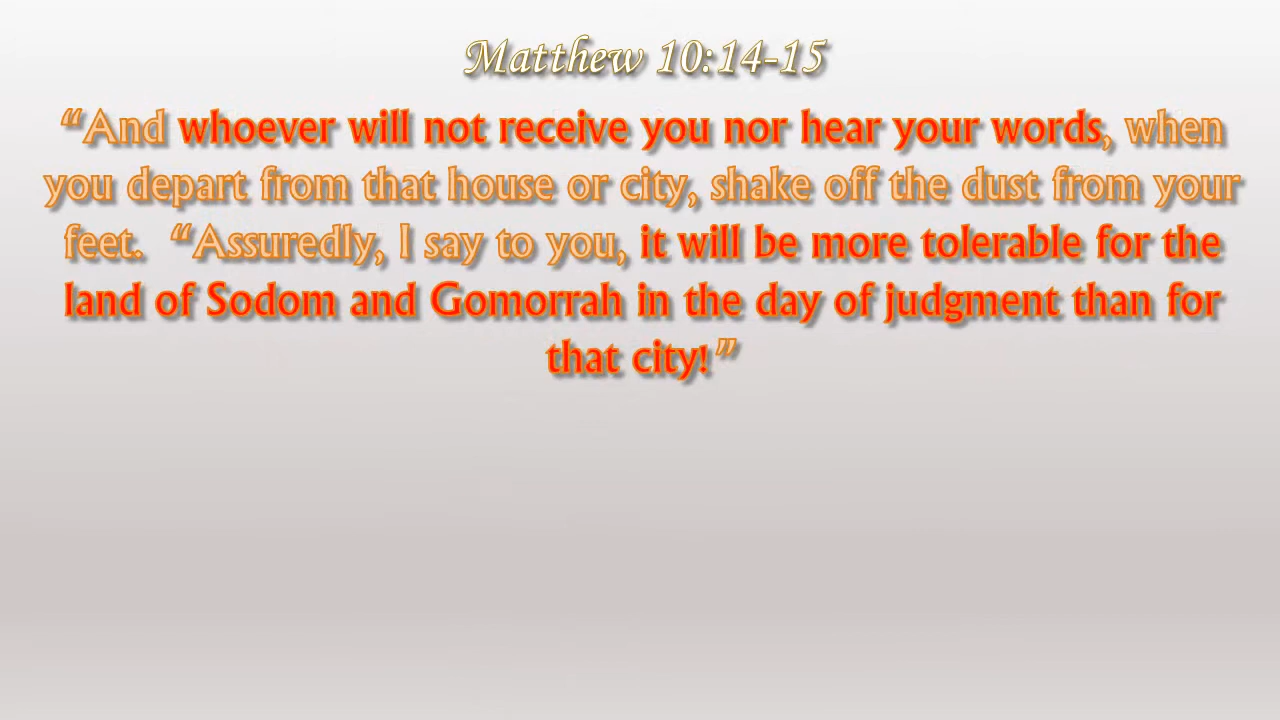 Matthew 10:14-15
“And whoever will not receive you nor hear your words, when
you depart from that house or city, shake off the dust from your
feet.  “Assuredly, I say to you, it will be more tolerable for the
land of Sodom and Gomorrah in the day of judgment than for
that city!”